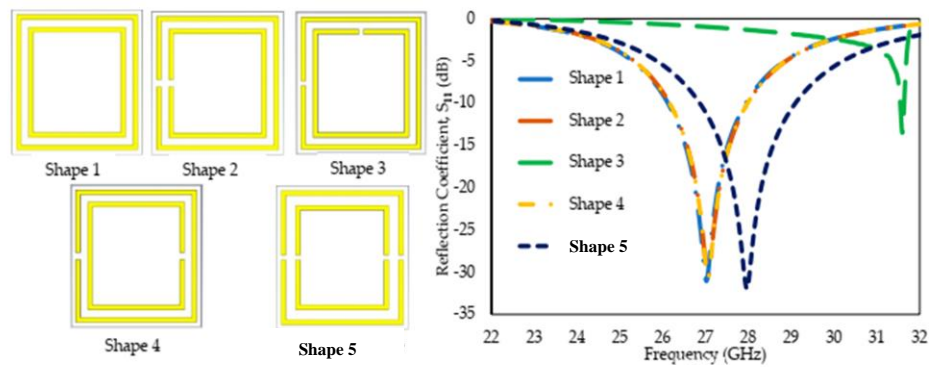 Shape 1
Shape 2
Shape 3
Shape 4
Shape 5
Reflection Coefficient, S₁₁ (dB)
0
-5
-10
-15
-20
-25
-30
-35
Shape 1
Shape 2
Shape 3
Shape 4
Shape 5
22 23 24 25 26 27 28 29 30 31 32
Frequency (GHz)